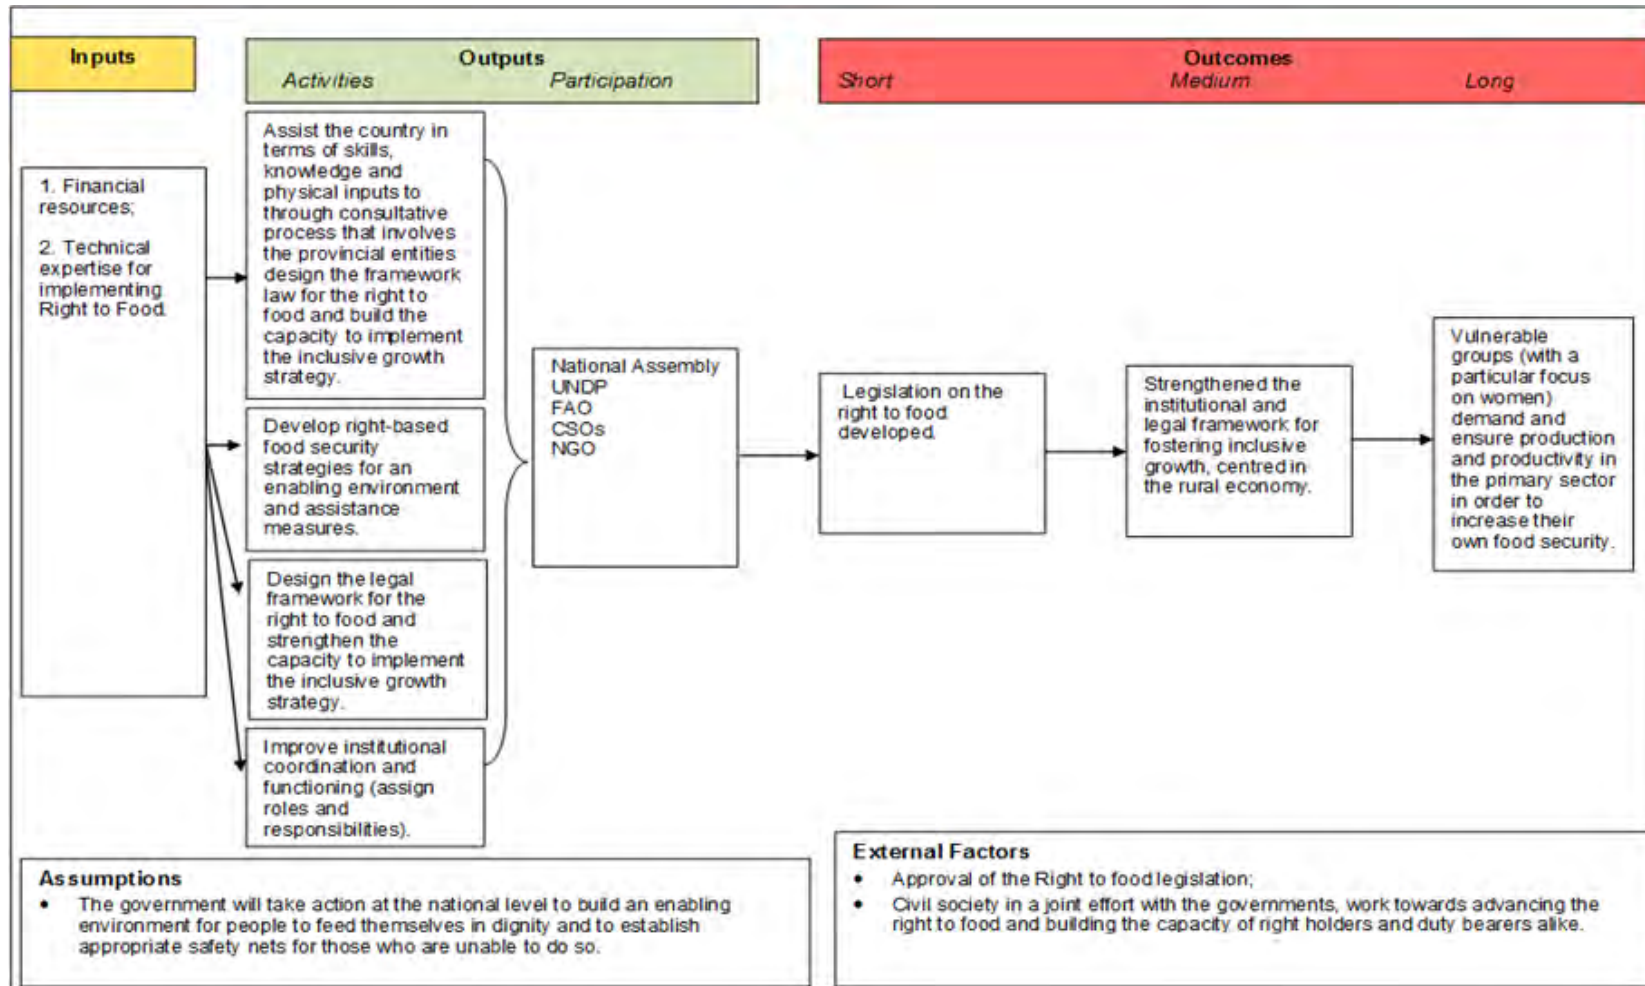 Inputs
Outputs
Activities
Participation
Outcomes
Short
Medium
Long
1. Financial
resources;
2. Technical
expertise for
implementing
Right to Food.
Assist the country in
terms of skills,
knowledge and
physical inputs to
through consultative
process that involves
the provincial entities
design the framework
law for the right to
food and build the
capacity to implement
the inclusive growth
strategy.
Develop right-based
food security
strategies for an
enabling environment
and assistance
measures.
Design the legal
framework for the
right to food and
strengthen the
capacity to implement
the inclusive growth
strategy.
Improve institutional
coordination and
functioning (assign
roles and
responsibilities).
National Assembly
UNDP
FAO
CSOs
NGO
Legislation on the
right to food
developed.
Strengthened the
institutional and
legal framework for
fostering inclusive
growth, centred in
the rural economy.
Vulnerable
groups (with a
particular focus
on women)
demand and
ensure production
and productivity in
the primary sector
in order to
increase their
own food security.
Assumptions
• The government will take action at the national level to build an enabling
environment for people to feed themselves in dignity and to establish
appropriate safety nets for those who are unable to do so.
External Factors
• Approval of the Right to food legislation;
• Civil society in a joint effort with the governments, work towards advancing the
right to food and building the capacity of right holders and duty bearers alike.